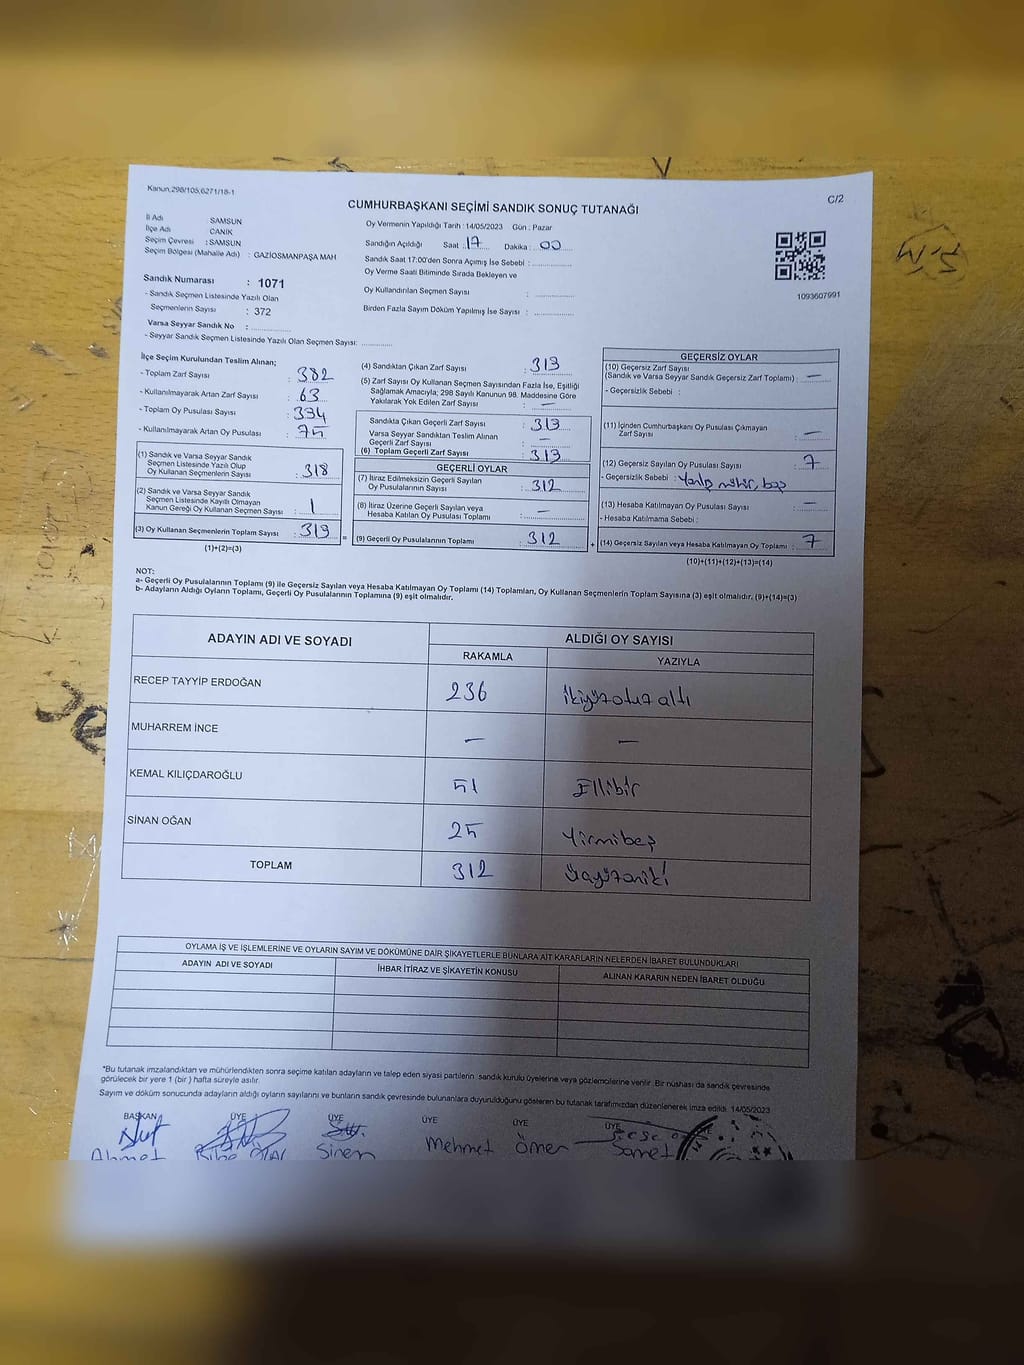 Kanun,298/105,6271/18-1
C/2
CUMHURBAŞKANI SEÇİMİ SANDIK SONUÇ TUTANAĞI
İl Adı SAMSUN
İlçe Adı CANİK
Seçim Çevresi : SAMSUN
Seçim Bölgesi (Mahalle Adı) : GAZİOSMANPAŞA MAH
Sandık Numarası : 1071
- Sandık Seçmen Listesinde Yazılı Olan
Seçmenlerin Sayısı : 372
Varsa Seyyar Sandık No :
- Seyyar Sandık Seçmen Listesinde Yazılı Olan Seçmen Sayısı:
Oy Vermenin Yapıldığı Tarih : 14/05/2023 Gün : Pazar
Sandığın Açıldığı Saat : 17 Dakika : 00
Sandık Saat 17:00'den Sonra Açımış İse Sebebi :
Oy Verme Saati Bitiminde Sırada Bekleyen ve
Oy Kullandırılan Seçmen Sayısı :
Birden Fazla Sayım Döküm Yapılmış İse Sayısı :
1093607991
İlçe Seçim Kurulundan Teslim Alınan;
- Toplam Zarf Sayısı : 382
- Kullanılmayarak Artan Zarf Sayısı : 63
- Toplam Oy Pusulası Sayısı : 394
- Kullanılmayarak Artan Oy Pusulası : 75
(1) Sandık ve Varsa Seyyar Sandık
Seçmen Listesinde Yazılı Olup
Oy Kullanan Seçmenlerin Sayısı : 318
(2) Sandık ve Varsa Seyyar Sandık
Seçmen Listesinde Kayıtlı Olmayan
Kanun Gereği Oy Kullanan Seçmen Sayısı : 1
(3) Oy Kullanan Seçmenlerin Toplam Sayısı : 319 =
(1)+(2)=(3)
(4) Sandıktan Çıkan Zarf Sayısı : 319
(5) Zarf Sayısı Oy Kullanan Seçmen Sayısından Fazla İse, Eşitliği
Sağlamak Amacıyla; 298 Sayılı Kanunun 98. Maddesine Göre
Yakılarak Yok Edilen Zarf Sayısı : —
Sandıkta Çıkan Geçerli Zarf Sayısı : 319
Varsa Seyyar Sandıktan Teslim Alınan
Geçerli Zarf Sayısı : —
(6) Toplam Geçerli Zarf Sayısı : 319
GEÇERLİ OYLAR
(7) İtiraz Edilmeksizin Geçerli Sayılan
Oy Pusulalarının Sayısı : 312
(8) İtiraz Üzerine Geçerli Sayılan veya
Hesaba Katılan Oy Pusulası Toplamı : —
(9) Geçerli Oy Pusulalarının Toplamı : 312 +
GEÇERSİZ OYLAR
(10) Geçersiz Zarf Sayısı
(Sandık ve Varsa Seyyar Sandık Geçersiz Zarf Toplamı) : —
- Geçersizlik Sebebi :
(11) İçinden Cumhurbaşkanı Oy Pusulası Çıkmayan
Zarf Sayısı : —
(12) Geçersiz Sayılan Oy Pusulası Sayısı : 7
- Geçersizlik Sebebi : Yanlış mühür, boş
(13) Hesaba Katılmayan Oy Pusulası Sayısı : —
- Hesaba Katılmama Sebebi :
(14) Geçersiz Sayılan veya Hesaba Katılmayan Oy Toplamı : 7
(10)+(11)+(12)+(13)=(14)
NOT:
a- Geçerli Oy Pusulalarının Toplamı (9) ile Geçersiz Sayılan veya Hesaba Katılmayan Oy Toplamı (14) Toplamları, Oy Kullanan Seçmenlerin Toplam Sayısına (3) eşit olmalıdır. (9)+(14)=(3)
b- Adayların Aldığı Oyların Toplamı, Geçerli Oy Pusulalarının Toplamına (9) eşit olmalıdır.
ADAYIN ADI VE SOYADI ALDIĞI OY SAYISI
RAKAMLA YAZIYLA
RECEP TAYYİP ERDOĞAN 236 İkiyüzotuz altı
MUHARREM İNCE — —
KEMAL KILIÇDAROĞLU 51 Ellibir
SİNAN OĞAN 25 Yirmibeş
TOPLAM 312 Üçyüzoniki
OYLAMA İŞ VE İŞLEMLERİNE VE OYLARIN SAYIM VE DÖKÜMÜNE DAİR ŞİKAYETLERLE BUNLARA AİT KARARLARIN NELERDEN İBARET BULUNDUKLARI
ADAYIN ADI VE SOYADI İHBAR İTİRAZ VE ŞİKAYETİN KONUSU ALINAN KARARIN NEDEN İBARET OLDUĞU
*Bu tutanak imzalandıktan ve mühürlendikten sonra seçime katılan adayların ve talep eden siyasi partilerin sandık kurulu üyelerine veya gözlemcilerine verilir. Bir nüshası da sandık çevresinde
görülecek bir yere 1 (bir ) hafta süreyle asılır.
Sayım ve döküm sonucunda adayların aldığı oyların sayılarını ve bunların sandık çevresinde bulunanlara duyurulduğunu gösteren bu tutanak tarafımızdan düzenlenerek imza edildi. 14/05/2023
BAŞKAN ÜYE ÜYE ÜYE ÜYE ÜYE ÜYE
Ahmet Sinem Mehmet Ömer Samet